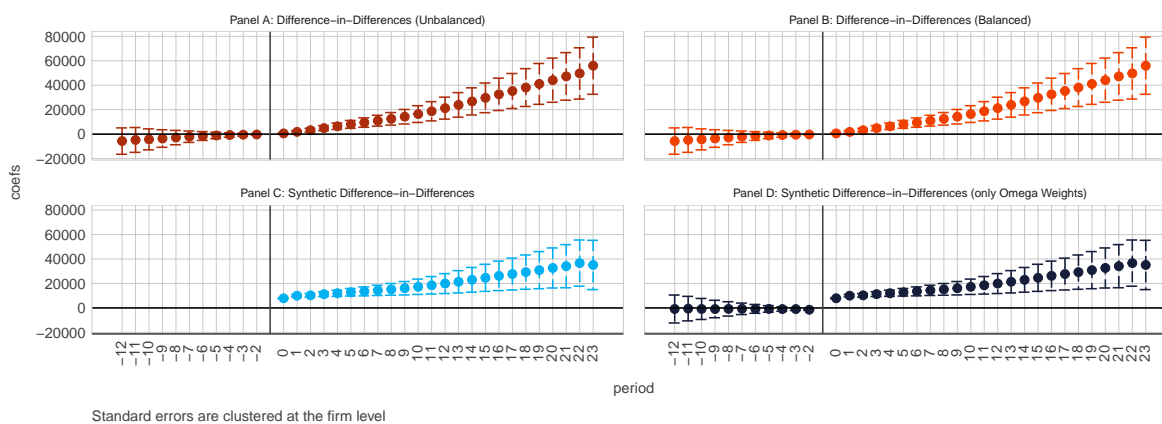 Panel A: Difference−in−Differences (Unbalanced)
Panel B: Difference−in−Differences (Balanced)
80000
60000
40000
20000
0
−20000
Panel C: Synthetic Difference−in−Differences
Panel D: Synthetic Difference−in−Differences (only Omega Weights)
80000
60000
40000
20000
0
−20000
coefs
−12 −11 −10 −9 −8 −7 −6 −5 −4 −3 −2 0 1 2 3 4 5 6 7 8 9 10 11 12 13 14 15 16 17 18 19 20 21 22 23
−12 −11 −10 −9 −8 −7 −6 −5 −4 −3 −2 0 1 2 3 4 5 6 7 8 9 10 11 12 13 14 15 16 17 18 19 20 21 22 23
period
Standard errors are clustered at the firm level